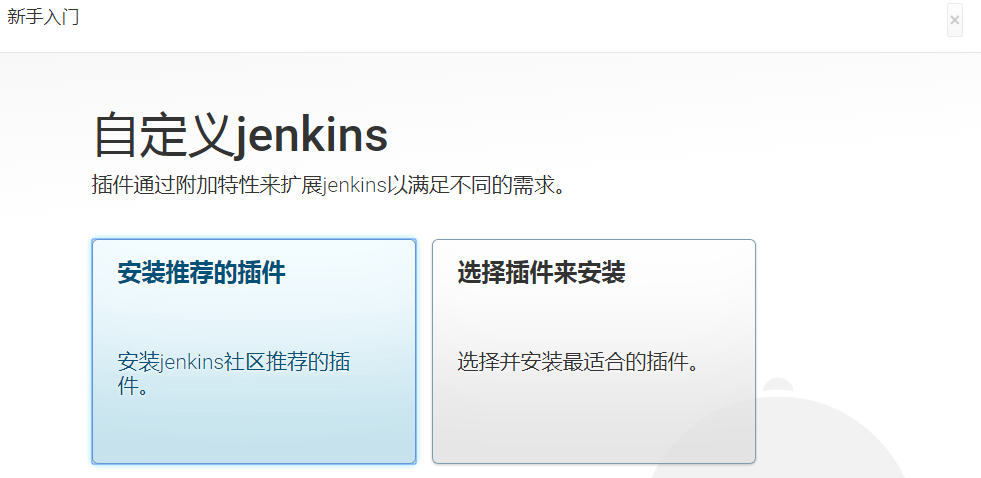 新手入门
×
自定义jenkins
插件通过附加特性来扩展jenkins以满足不同的需求。
安装推荐的插件
选择插件来安装
安装jenkins社区推荐的插
件。
选择并安装最适合的插件。